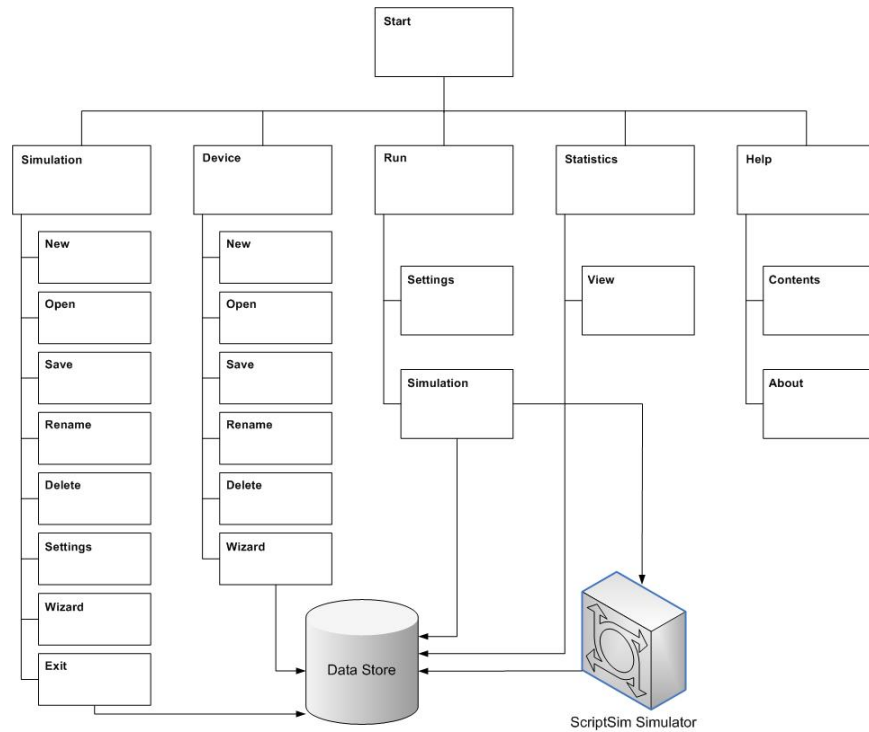 Start
Simulation
Device
Run
Statistics
Help
New
Open
Save
Rename
Delete
Settings
Wizard
Exit
New
Open
Save
Rename
Delete
Wizard
Settings
Simulation
View
Contents
About
Data Store
ScriptSim Simulator